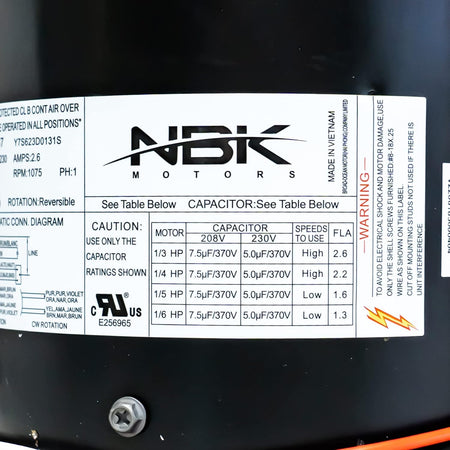 ROTECTED CL B CONT AIR OVER
E OPERATED IN ALL POSITIONS"
7 Y7S623D0131S
230 AMPS:2.6
RPM:1075 PH:1
ROTATION:Reversible
NBK
MOTORS
MADE IN VIETNAM
See Table Below CAPACITOR:See Table Below
ATIC CONN. DIAGRAM
LINE
PUR,PURP,VIOLET
ORA,NAR,ORA
YEL,AMA,JAUNE
BRN,MAR,BRUN
CW ROTATION
CAUTION:
USE ONLY THE
CAPACITOR
RATINGS SHOWN
C RU US
E256965
MOTOR CAPACITOR SPEEDS TO USE FLA
208V 230V
1/3 HP 7.5µF/370V 5.0µF/370V High 2.6
1/4 HP 7.5µF/370V 5.0µF/370V High 2.2
1/5 HP 7.5µF/370V 5.0µF/370V Low 1.6
1/6 HP 7.5µF/370V 5.0µF/370V Low 1.3
WARNING
TO AVOID ELECTRICAL SHOCK AND MOTOR DAMAGE,USE
ONLY THE SHELL SCREWS FURNISHED #8-18X.25
WIRE AS SHOWN ON THIS LABEL.
CUT OFF MOUNTING STUDS NOT USED IF THERE IS
UNIT INTERFERENCE.